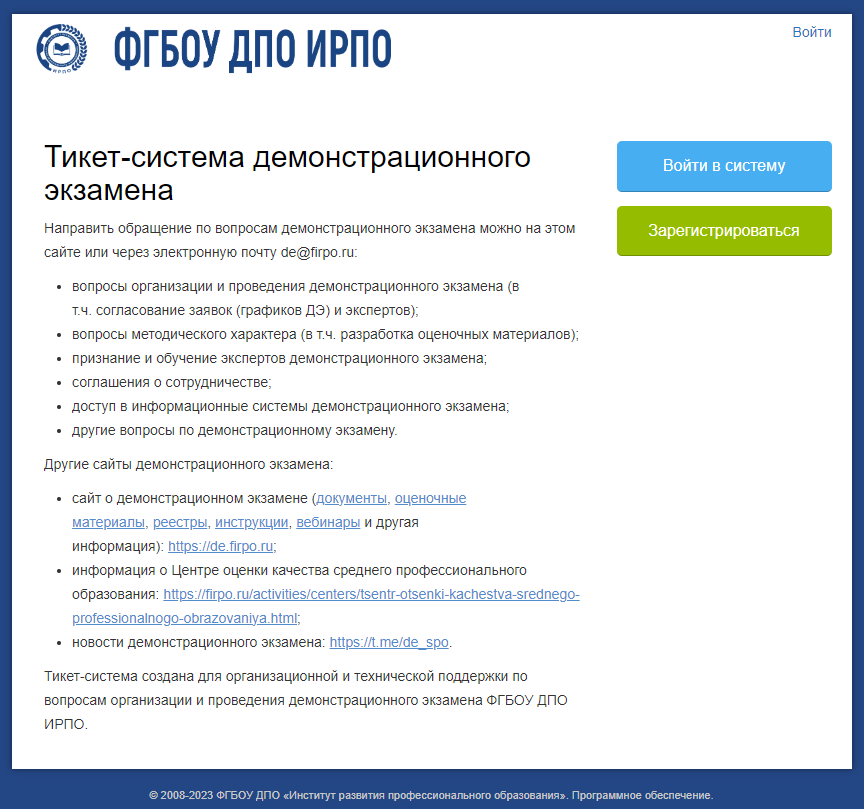 ИРПО
ФГБОУ ДПО ИРПО
Войти
Тикет-система демонстрационного
экзамена
Направить обращение по вопросам демонстрационного экзамена можно на этом
сайте или через электронную почту de@firpo.ru:
вопросы организации и проведения демонстрационного экзамена (в
т.ч. согласование заявок (графиков ДЭ) и экспертов);
вопросы методического характера (в т.ч. разработка оценочных материалов);
признание и обучение экспертов демонстрационного экзамена;
соглашения о сотрудничестве;
доступ в информационные системы демонстрационного экзамена;
другие вопросы по демонстрационному экзамену.
Другие сайты демонстрационного экзамена:
сайт о демонстрационном экзамене (документы, оценочные
материалы, реестры, инструкции, вебинары и другая
информация): https://de.firpo.ru;
информация о Центре оценки качества среднего профессионального
образования: https://firpo.ru/activities/centers/tsentr-otsenki-kachestva-srednego-
professionalnogo-obrazovaniya.html;
новости демонстрационного экзамена: https://t.me/de_spo.
Тикет-система создана для организационной и технической поддержки по
вопросам организации и проведения демонстрационного экзамена ФГБОУ ДПО
ИРПО.
Войти в систему
Зарегистрироваться
© 2008-2023 ФГБОУ ДПО «Институт развития профессионального образования». Программное обеспечение.